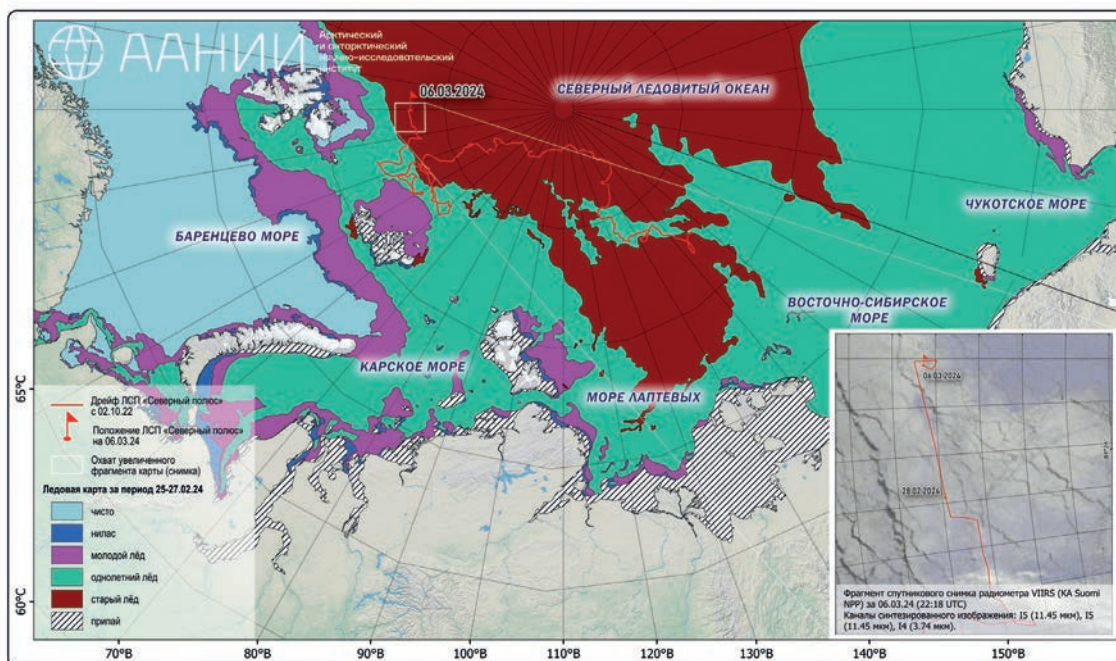 ААНИИ
Арктический
и антарктический
научно-исследовательский
институт
06.03.2024
СЕВЕРНЫЙ ЛЕДОВИТЫЙ ОКЕАН
ЧУКОТСКОЕ МОРЕ
БАРЕНЦЕВО МОРЕ
ВОСТОЧНО-СИБИРСКОЕ
МОРЕ
КАРСКОЕ МОРЕ
МОРЕ ЛАПТЕВЫХ
65°С
60°С
Дрейф ЛСП «Северный полюс»
с 02.10.22
Положение ЛСП «Северный полюс»
на 06.03.24
Охват увеличенного
фрагмента карты (снимка)
Ледовая карта за период 25-27.02.24
чисто
нилас
молодой лёд
однолетний лёд
старый лёд
припай
06-03-2024
28-02-2024
Фрагмент спутникового снимка радиометра VIIRS (КА Suomi
NPP) за 06.03.24 (22:18 UTC)
Каналы синтезированного изображения: I5 (11.45 мкм), I5
(11.45 мкм), I4 (3.74 мкм).
70°В
80°В
90°В
100°В
110°В
120°В
130°В
140°В
150°В